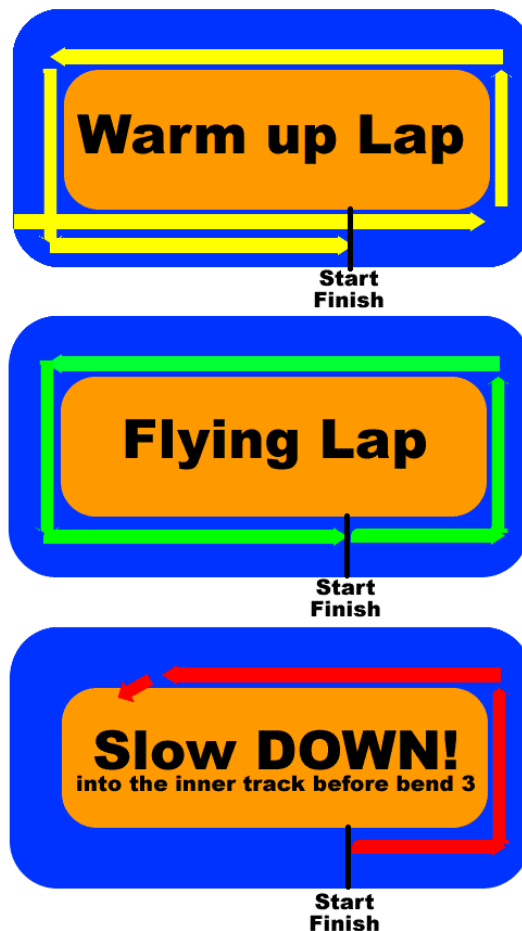 Warm up Lap
Start
Finish
Flying Lap
Start
Finish
Slow DOWN!
into the inner track before bend 3
Start
Finish